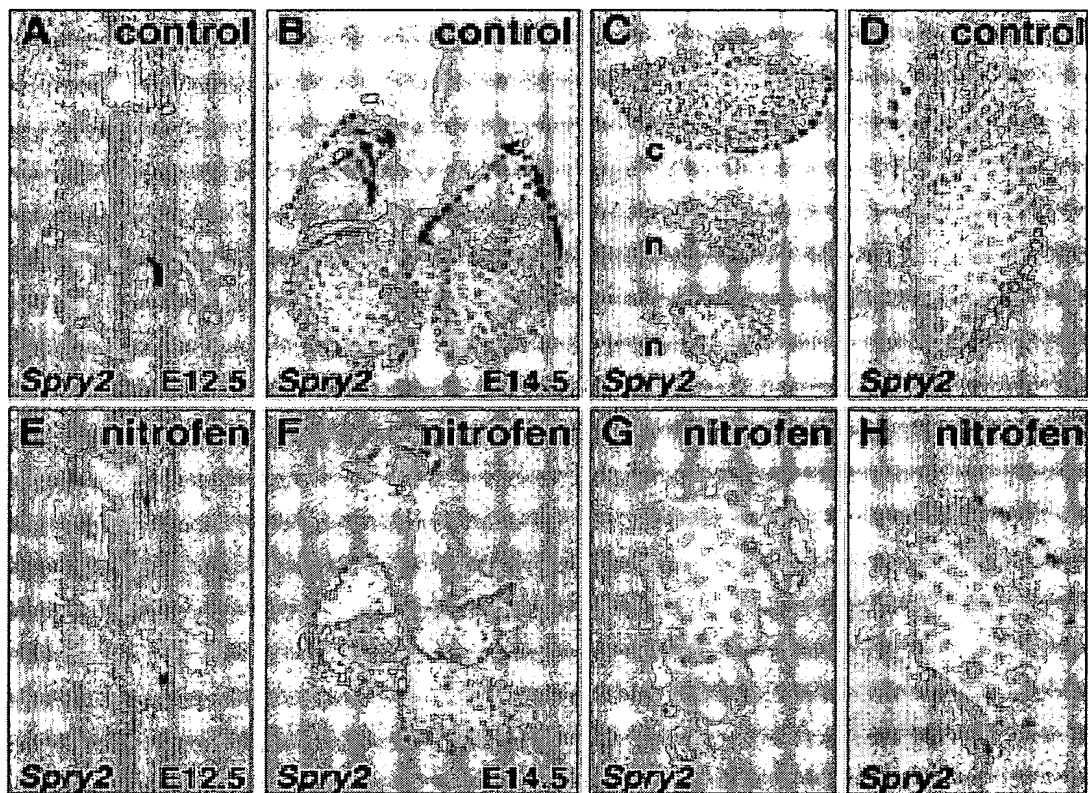 A control
B control
C
D control
c
n
n
Spry2 E12.5
Spry2 E14.5
Spry2
Spry2
E nitrofen
F nitrofen
G nitrofen
H nitrofen
Spry2 E12.5
Spry2 E14.5
Spry2
Spry2